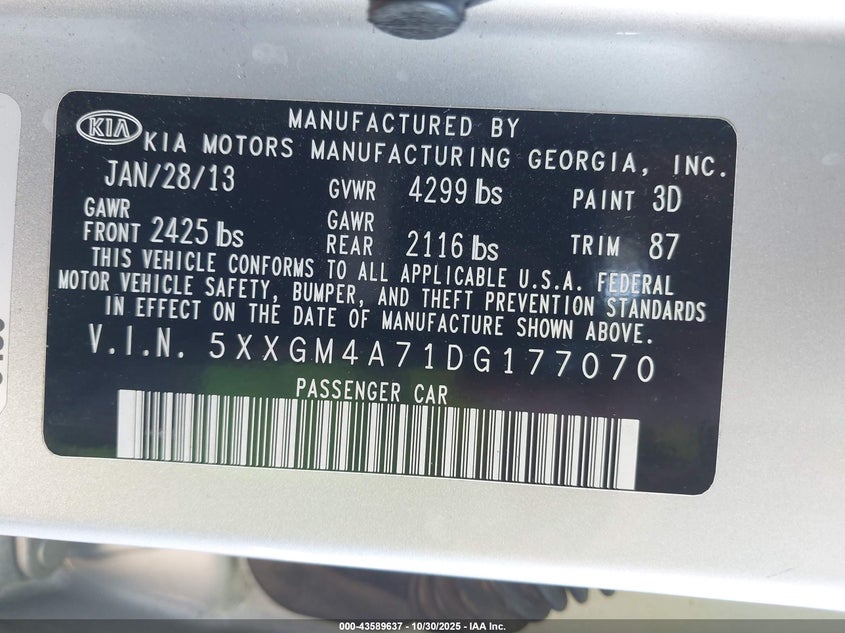 MANUFACTURED BY
KIA KIA MOTORS MANUFACTURING GEORGIA, INC.
JAN/28/13 GVWR 4299 lbs PAINT 3D
GAWR FRONT 2425 lbs GAWR REAR 2116 lbs TRIM 87
THIS VEHICLE CONFORMS TO ALL APPLICABLE U.S.A. FEDERAL
MOTOR VEHICLE SAFETY, BUMPER, AND THEFT PREVENTION STANDARDS
IN EFFECT ON THE DATE OF MANUFACTURE SHOWN ABOVE.
V.I.N. 5XXGM4A71DG177070
PASSENGER CAR
000-43589637 - 10/30/2025 - IAA Inc.